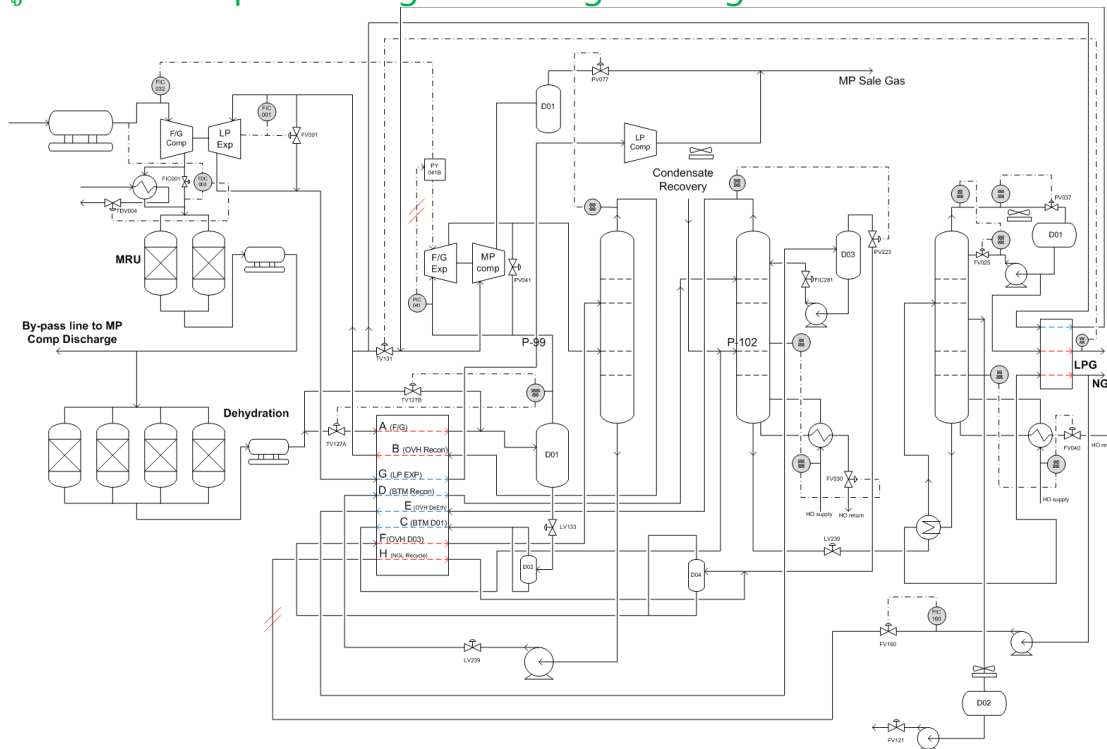 FIC
032
FIC
001
F/G
Comp
LP
Exp
FV001
FIC001
TDC
004
TDV004
MRU
By-pass line to MP
Comp Discharge
Dehydration
PY
041B
F/G
Exp
MP
comp
PV041
PIC
041
TV131
TV127B
TV127A
D01
PV077
MP Sale Gas
LP
Comp
Condensate
Recovery
P-99
P-102
A (F/G)
B (OVH Recon)
G (LP EXP)
D (BTM Recon)
E (OVH DeEth)
C (BTM D01)
F(OVH D03)
H (NGL Recycle)
D01
LV133
D02
D04
LV239
D03
PV223
FIC281
FV030
HO supply
HO return
LV239
PV037
D01
FV025
LPG
NG
FV040
HO re
HO supply
FIC
160
FV160
D02
FV121